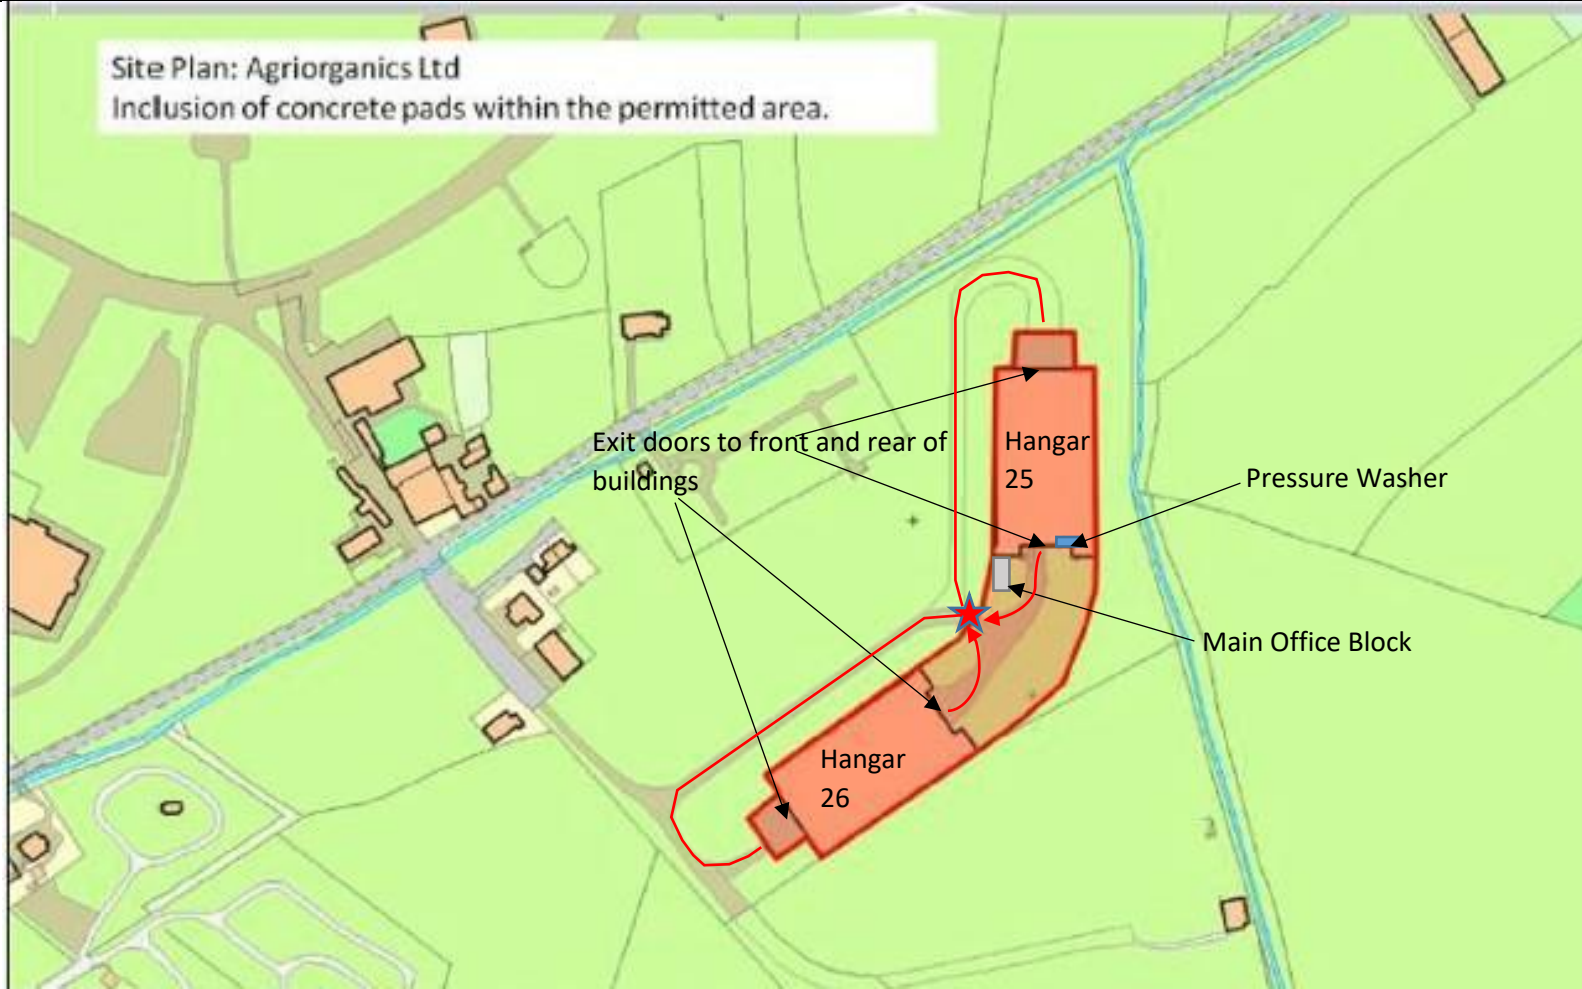 Site Plan: Agriorganics Ltd
Inclusion of concrete pads within the permitted area.
Exit doors to front and rear of
buildings
Hangar
25
Pressure Washer
Main Office Block
Hangar
26